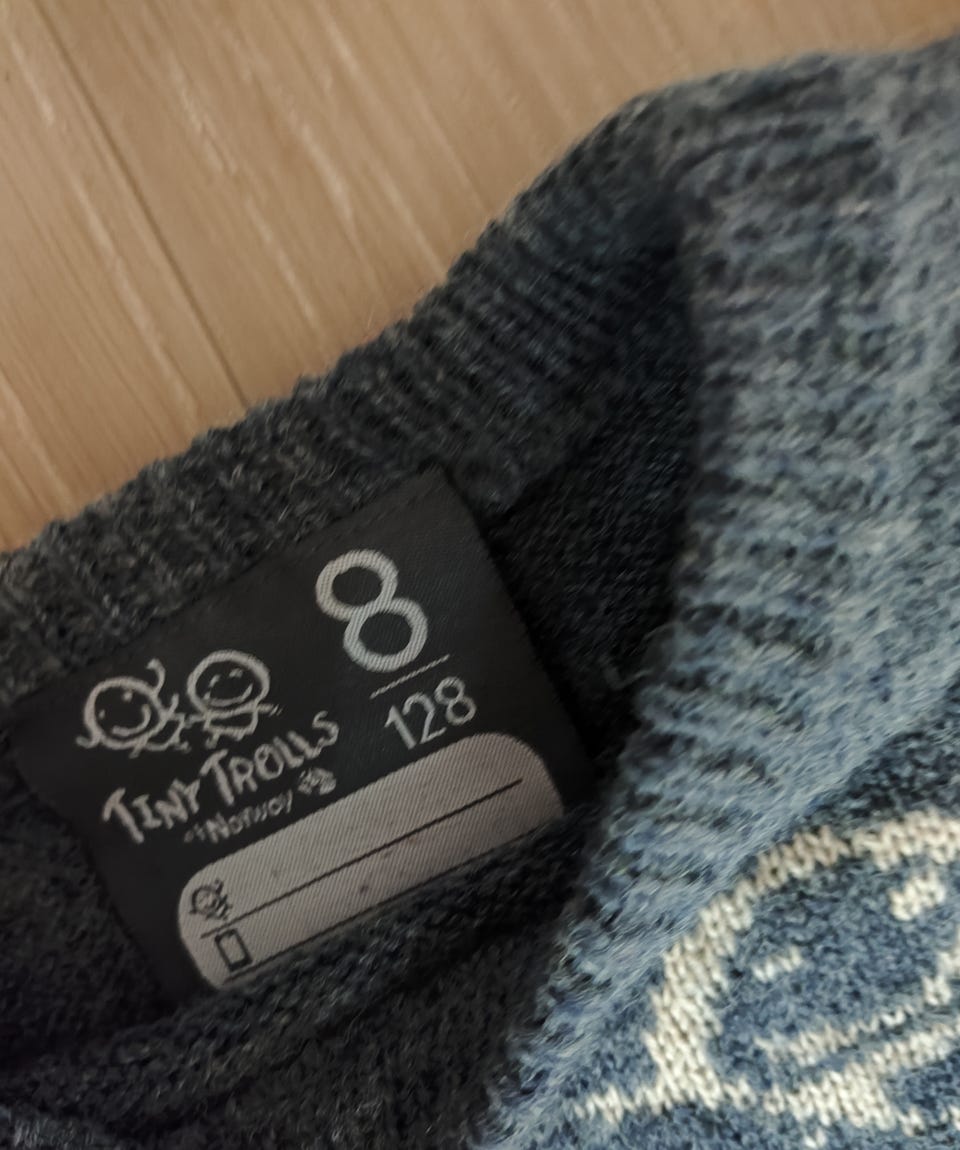 8
128
TINY TROLLS
of Norway